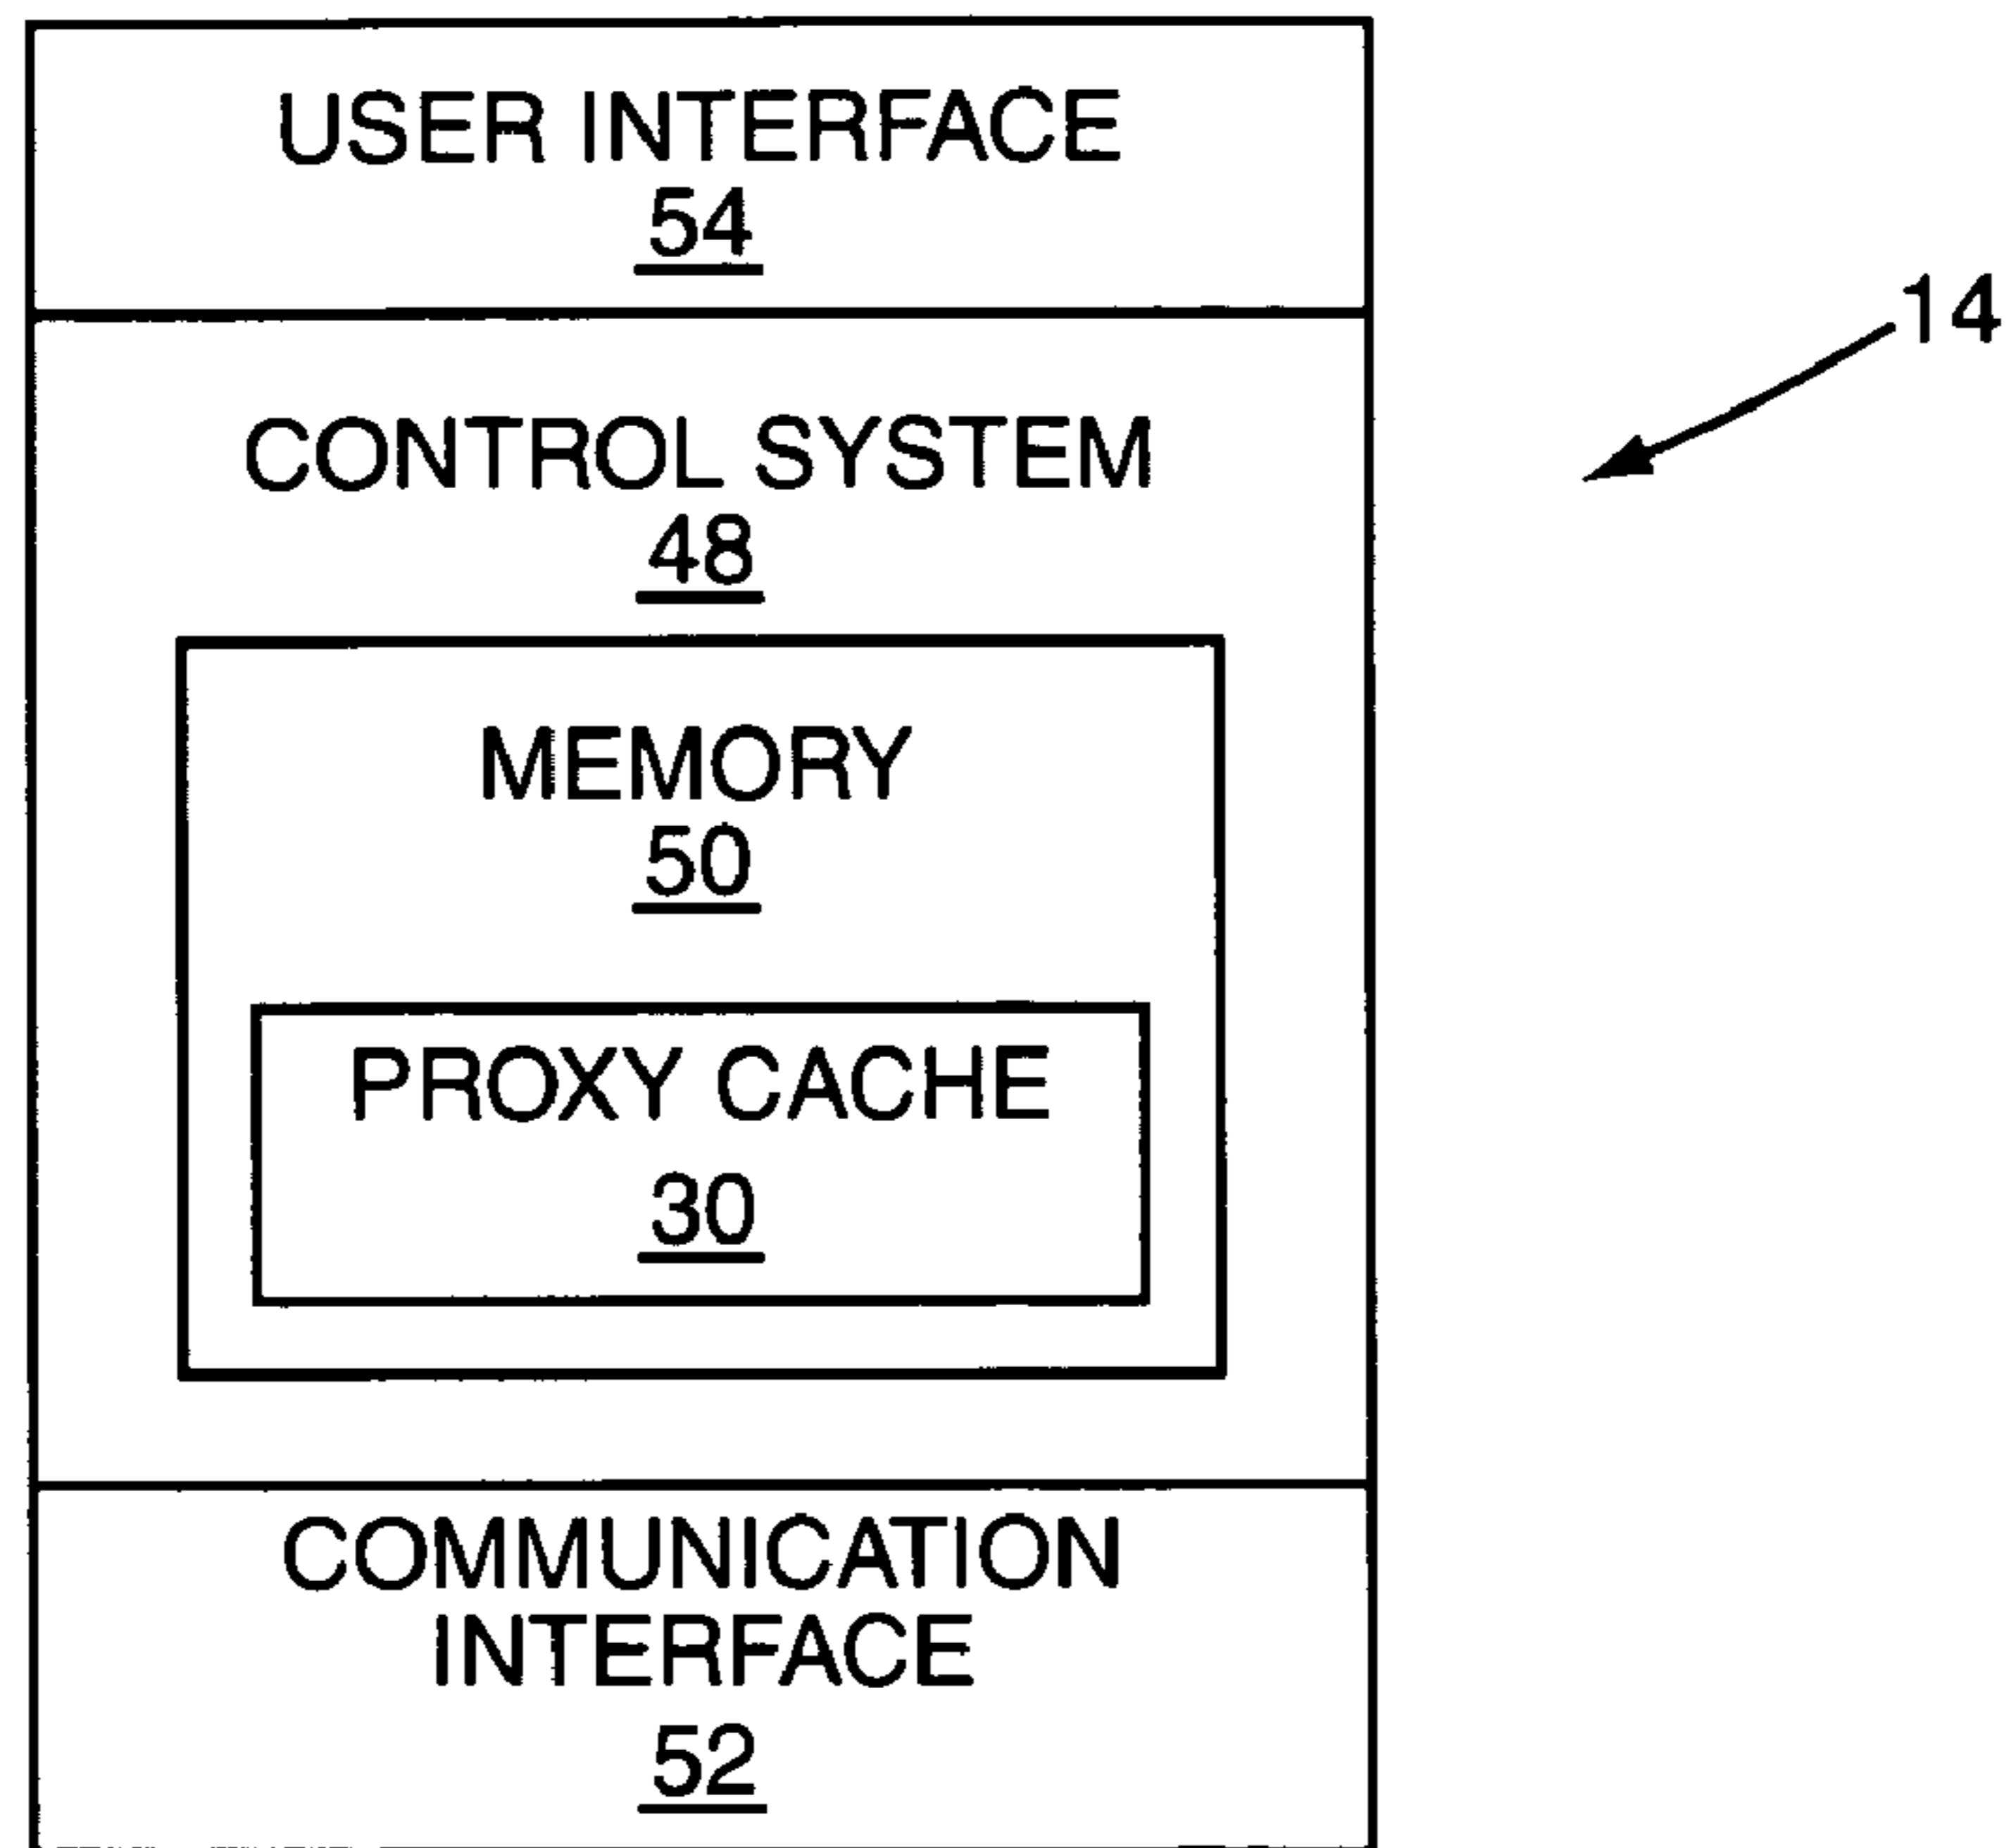 USER INTERFACE
54
14
CONTROL SYSTEM
48
MEMORY
50
PROXY CACHE
30
COMMUNICATION
INTERFACE
52